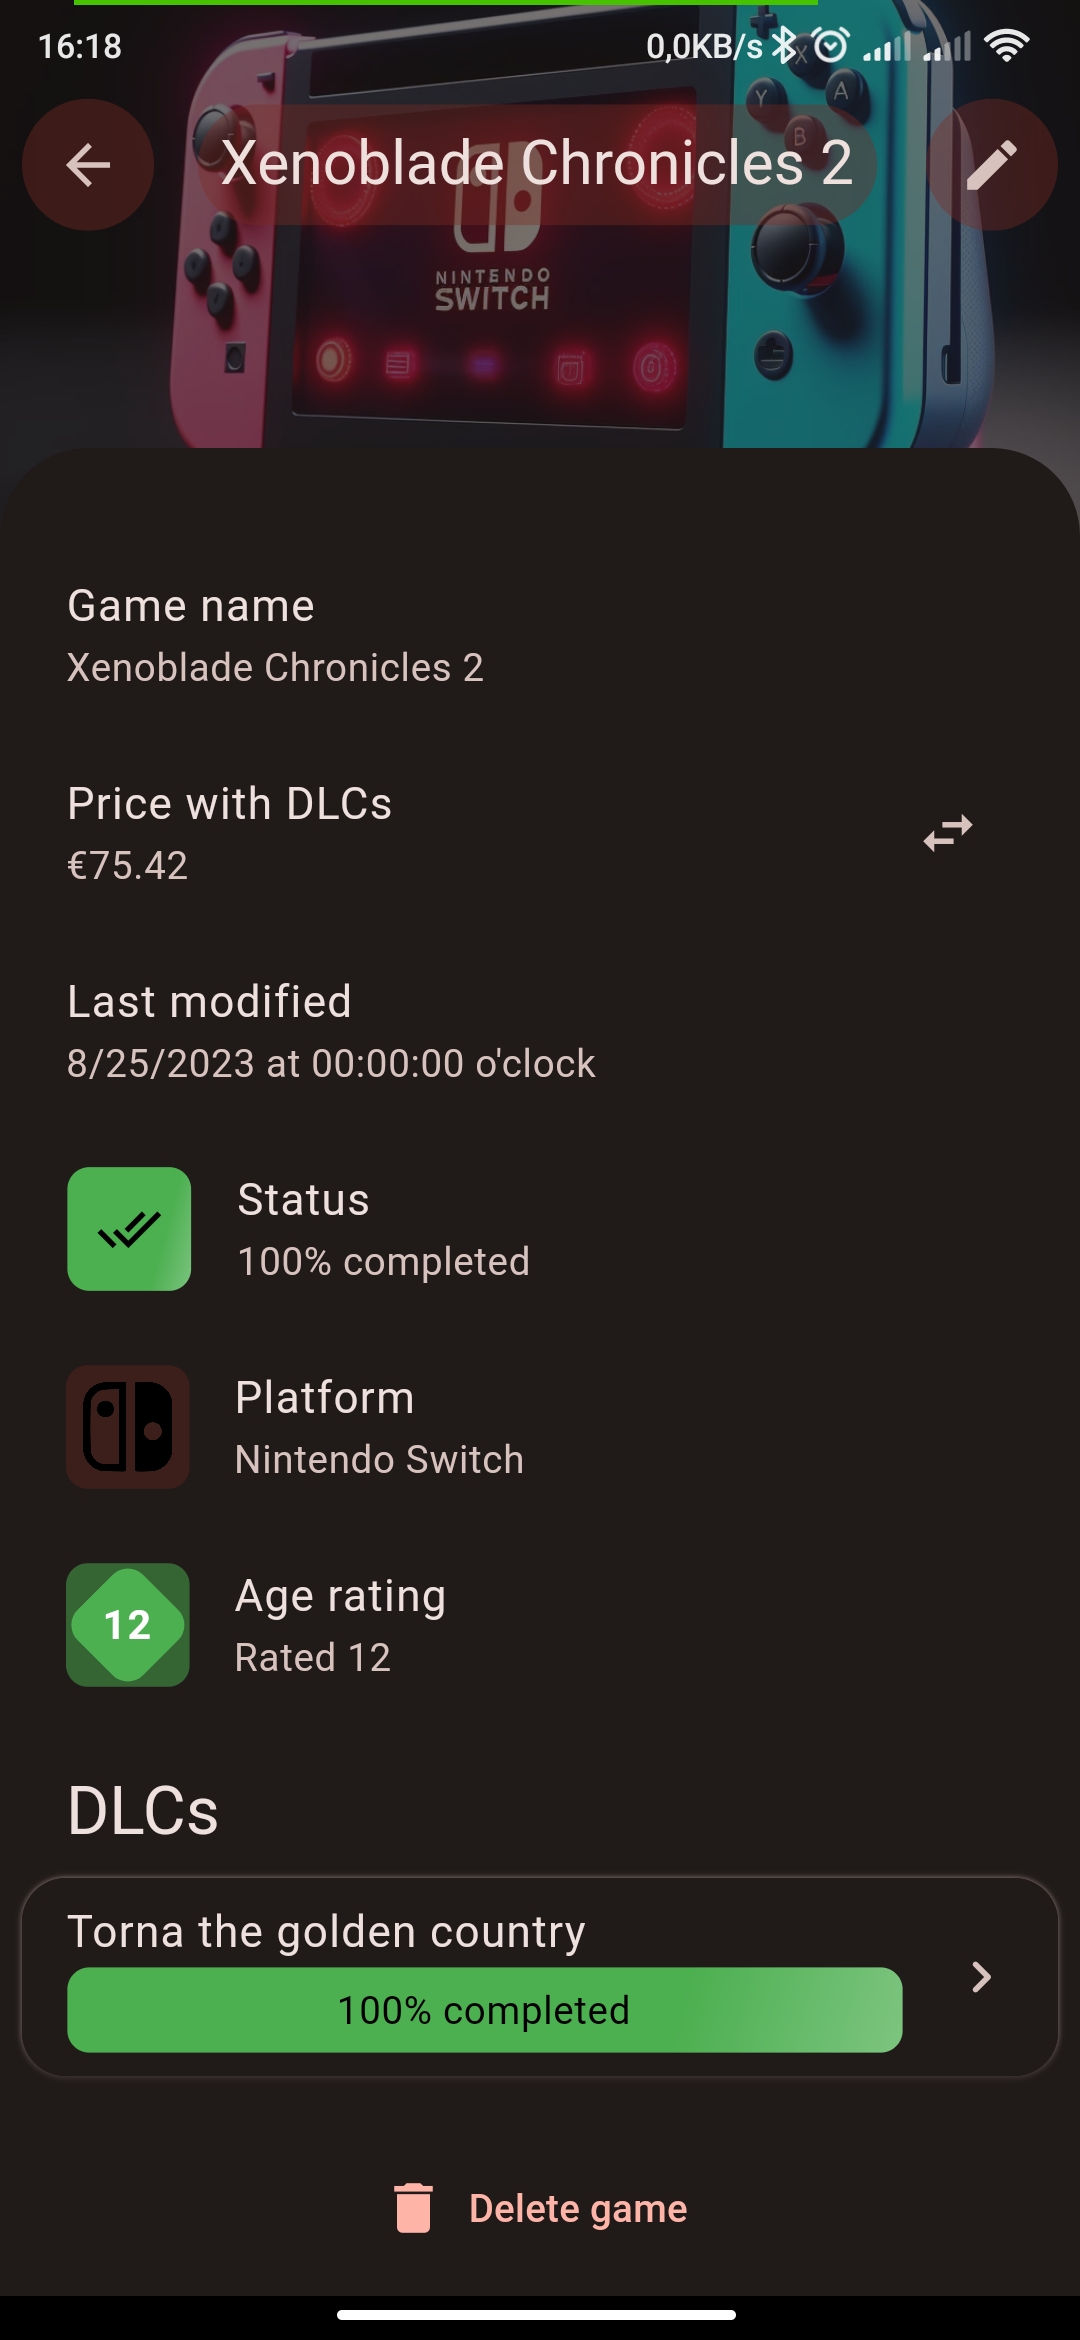 16:18
0,0KB/s
X
Y
A
B
Xenoblade Chronicles 2
NINTENDO
SWITCH
Game name
Xenoblade Chronicles 2
Price with DLCs
€75.42
Last modified
8/25/2023 at 00:00:00 o'clock
Status
100% completed
Platform
Nintendo Switch
12
Age rating
Rated 12
DLCs
Torna the golden country
100% completed
Delete game